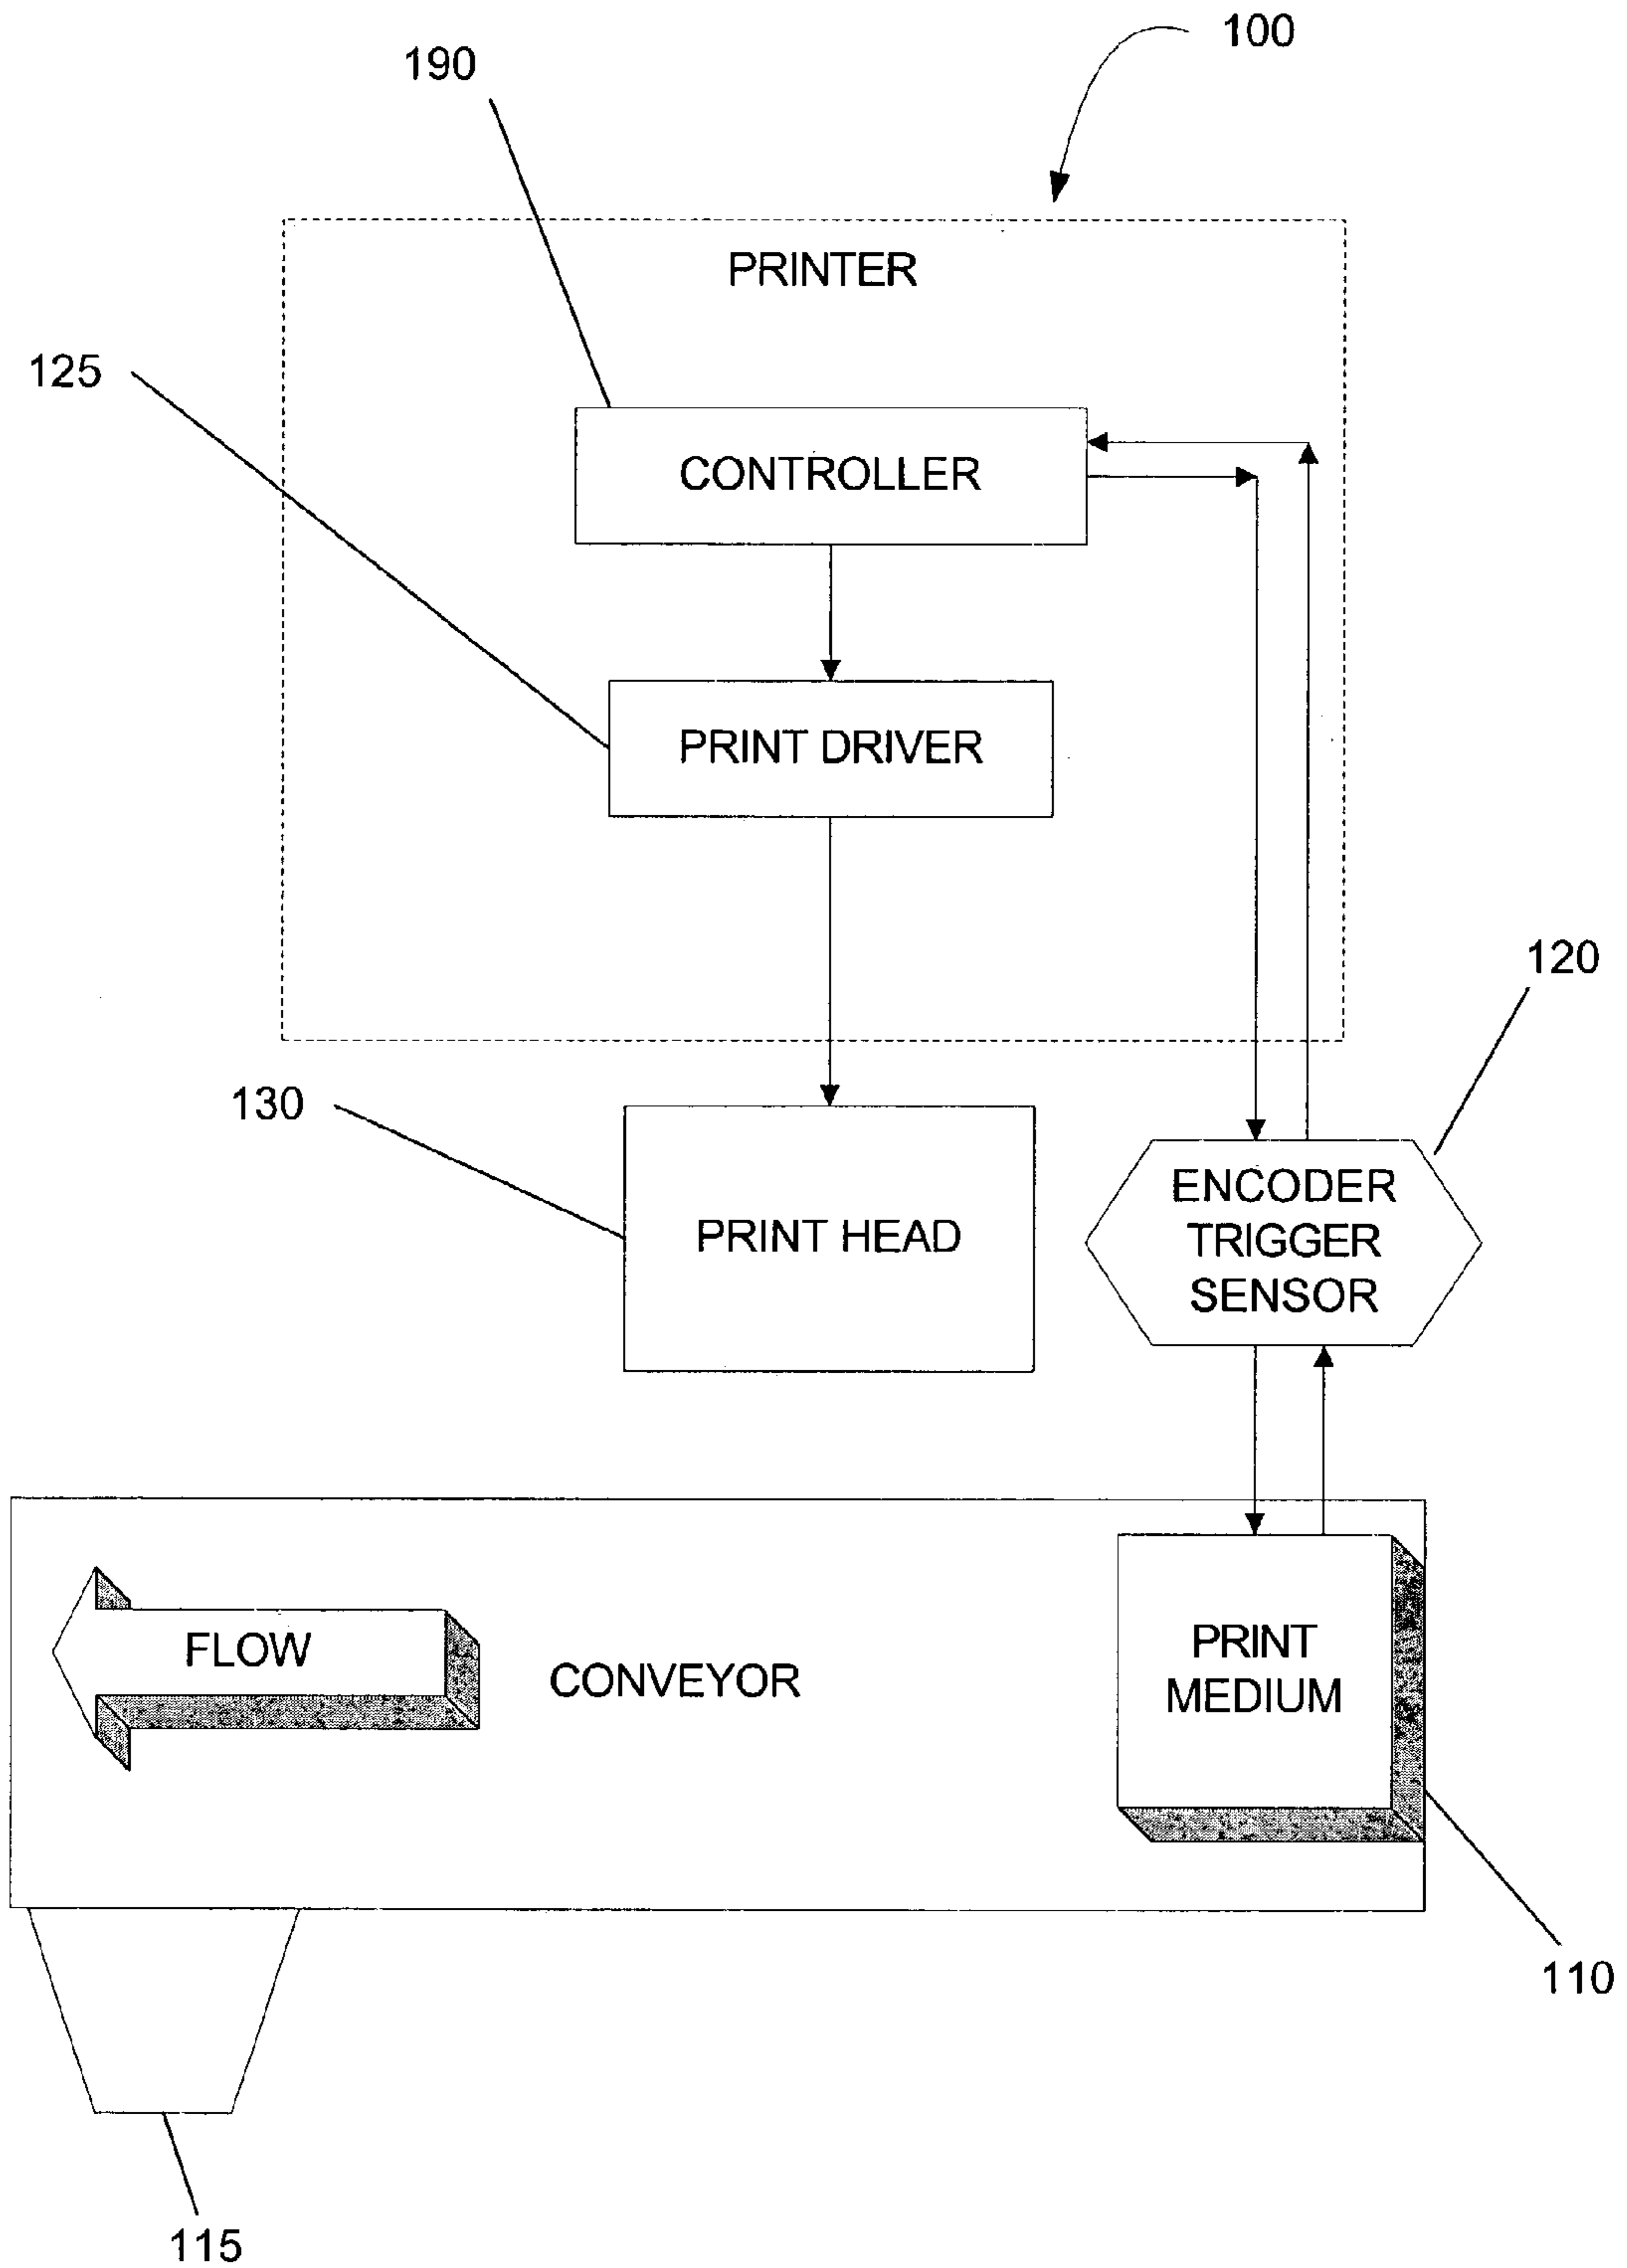 100
190
PRINTER
125
CONTROLLER
PRINT DRIVER
120
130
ENCODER
TRIGGER
SENSOR
PRINT HEAD
FLOW
CONVEYOR
PRINT
MEDIUM
110
115